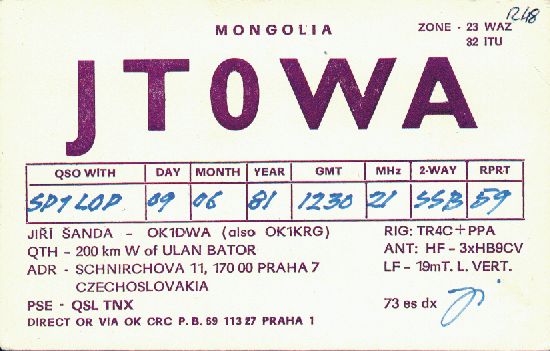 MONGOLIA ZONE - 23 WAZ
32 ITU
JT0WA
QSO WITH DAY MONTH YEAR GMT MHz 2-WAY RPRT
SP1LOP 09 06 81 1230 21 SSB 59
JIŘÍ ŠANDA - OK1DWA (also OK1KRG) RIG: TR4C+PPA
QTH - 200 km W of ULAN BATOR ANT: HF - 3xHB9CV
ADR - SCHNIRCHOVA 11, 170 00 PRAHA 7 LF - 19mT. L. VERT.
CZECHOSLOVAKIA
PSE - QSL TNX 73 es dx
DIRECT OR VIA OK CRC P. B. 69 113 27 PRAHA 1